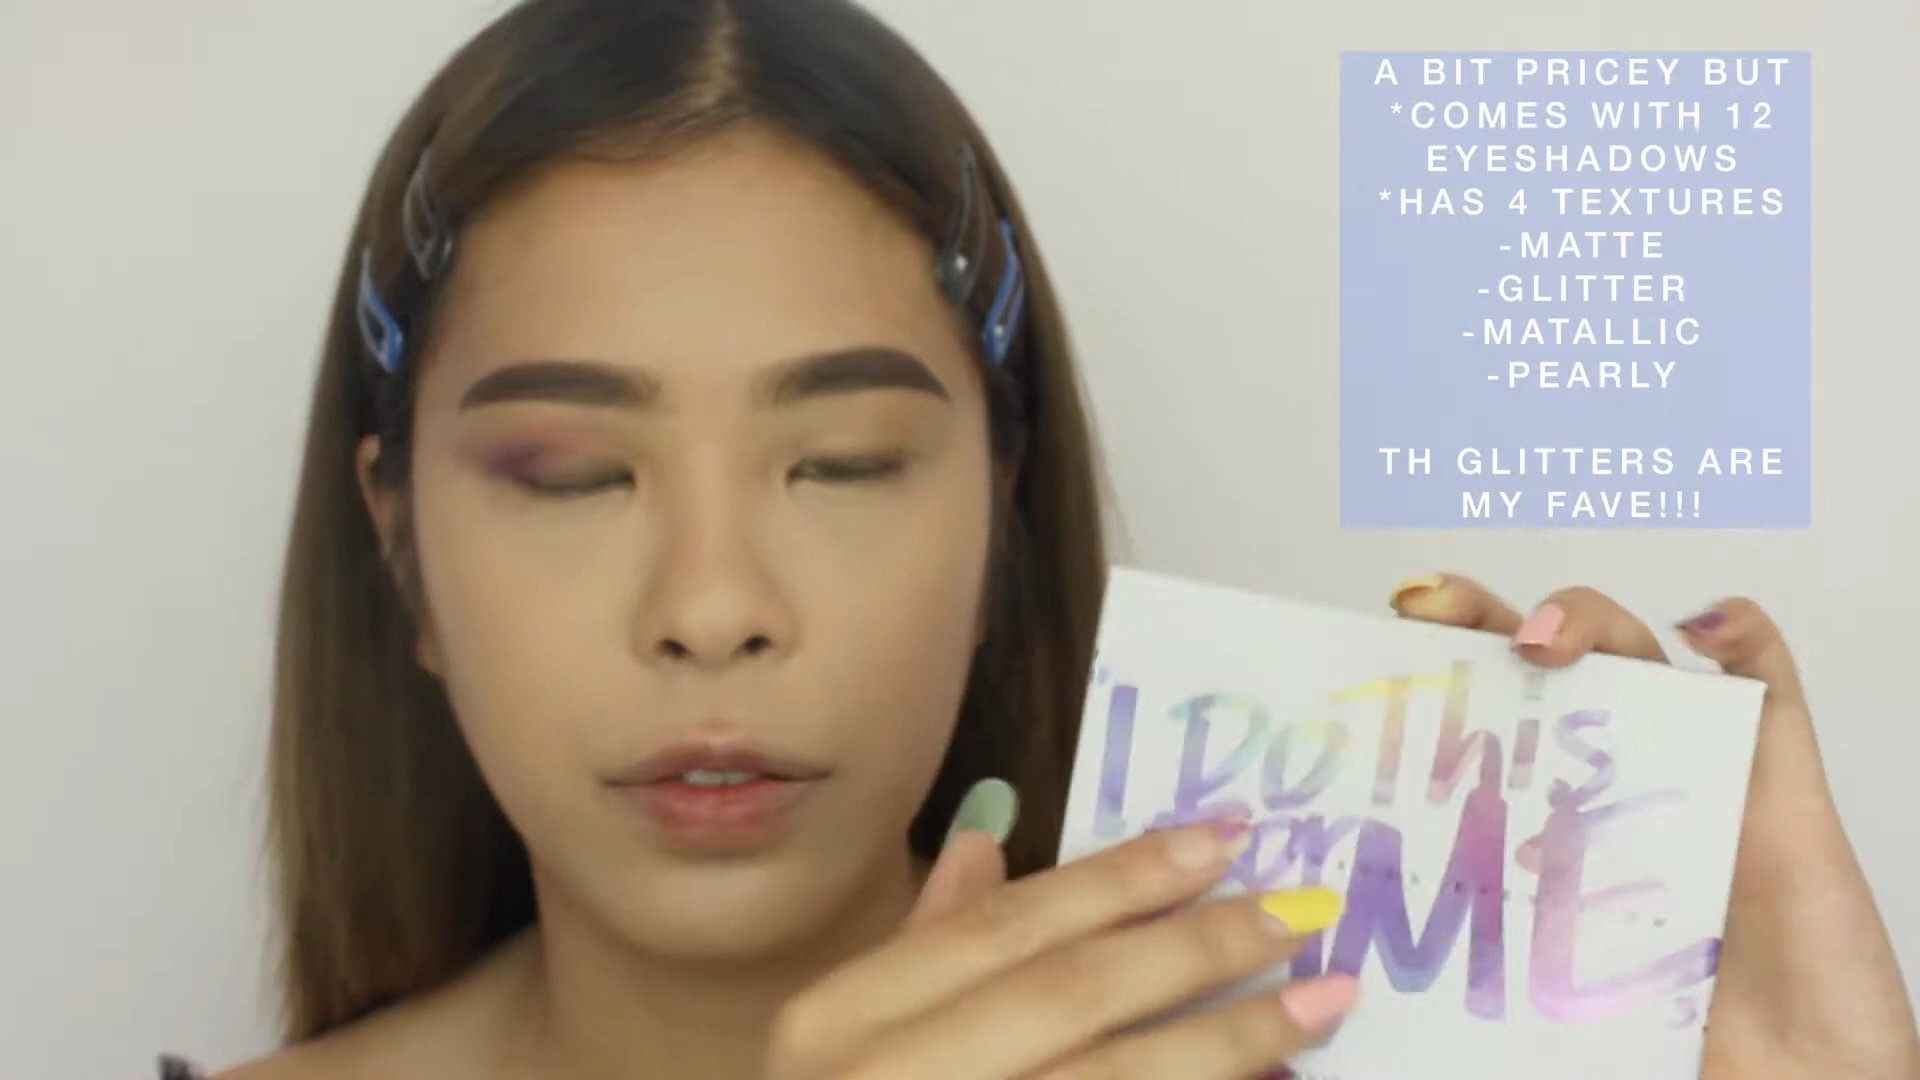 A BIT PRICEY BUT
*COMES WITH 12
EYESHADOWS
*HAS 4 TEXTURES
-MATTE
-GLITTER
-MATALLIC
-PEARLY
TH GLITTERS ARE
MY FAVE!!!
"I Do This
For ME